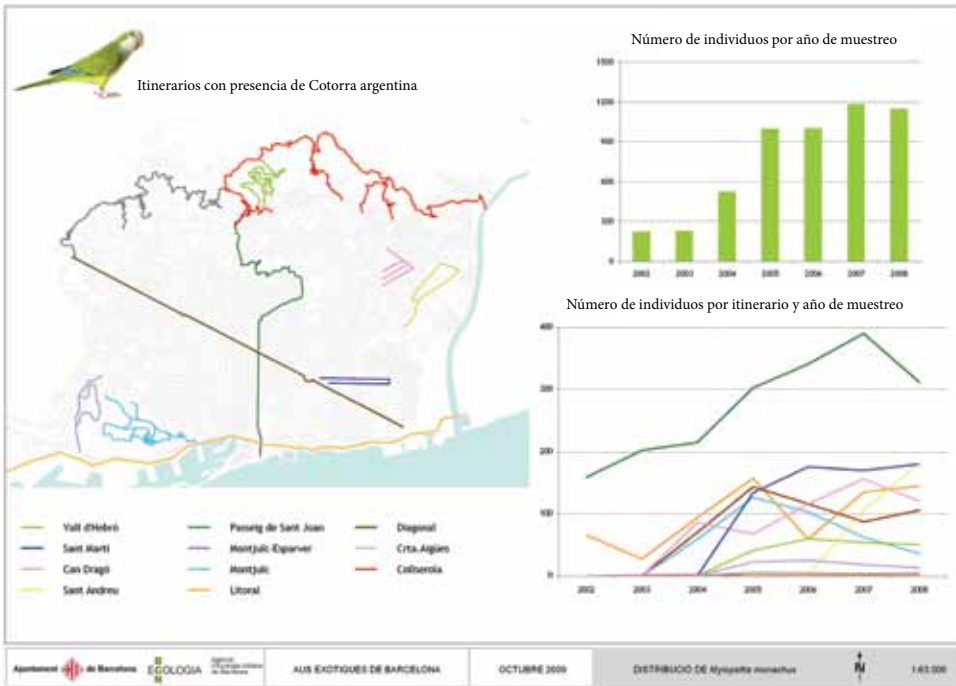 Itinerarios con presencia de Cotorra argentina
Número de individuos por año de muestreo
1500
1200
900
600
300
0
2002 2003 2004 2005 2006 2007 2008
Número de individuos por itinerario y año de muestreo
400
300
200
100
0
2002 2003 2004 2005 2006 2007 2008
Vall d'Hebró
Sant Martí
Can Dragó
Sant Andreu
Passeig de Sant Joan
Montjuïc-Esparver
Montjuïc
Litoral
Diagonal
Crta. Aigües
Collserola
Ajuntament de Barcelona
ECOLOGIA
AUS EXÒTIQUES DE BARCELONA
OCTUBRE 2009
DISTRIBUCIÓ DE Myiopsitta monachus
N
1:63.000